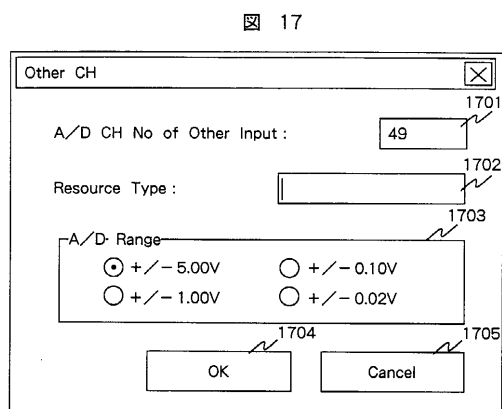 図 17
Other CH
1701
A/D CH No of Other Input : 49
1702
Resource Type :
1703
A/D- Range
+/- 5.00V +/- 0.10V
+/- 1.00V +/- 0.02V
1704 1705
OK Cancel